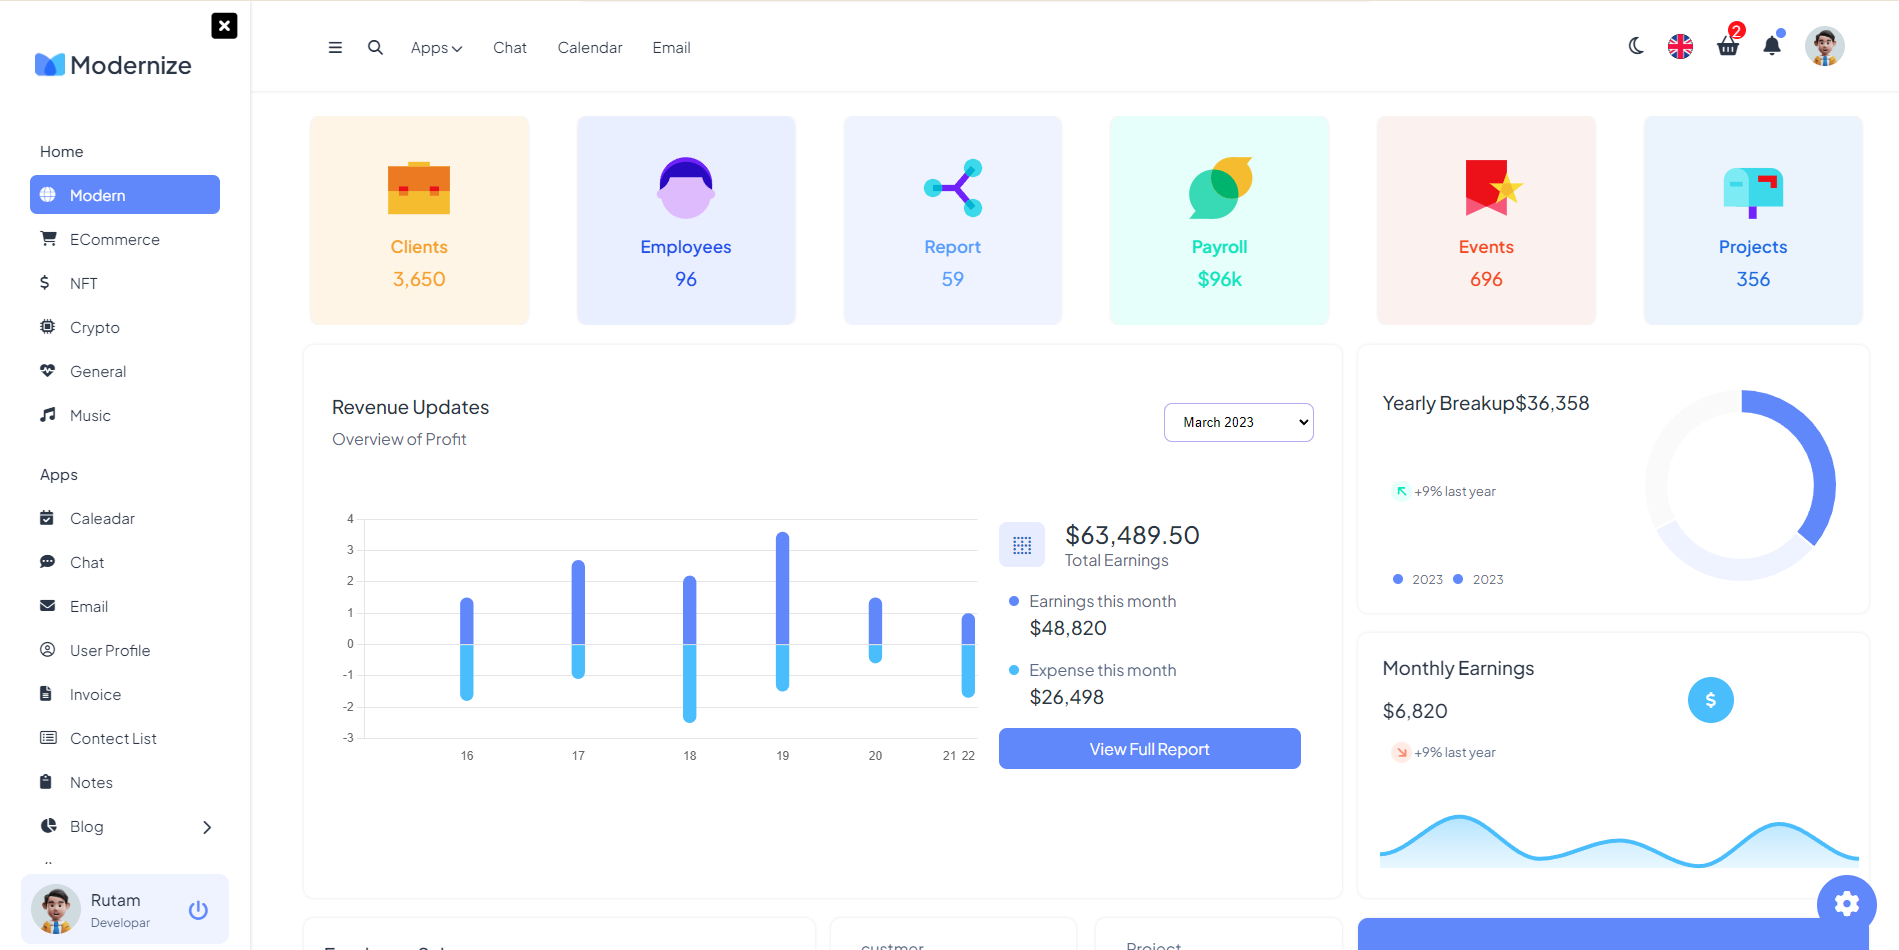 Modernize
Home
Modern
ECommerce
NFT
Crypto
General
Music
Apps
Caleadar
Chat
Email
User Profile
Invoice
Contect List
Notes
Blog
Rutam
Developar
Apps
Chat
Calendar
Email
2
Clients
3,650
Employees
96
Report
59
Payroll
$96k
Events
696
Projects
356
Revenue Updates
Overview of Profit
March 2023
4
3
2
1
0
-1
-2
-3
16 17 18 19 20 21 22
$63,489.50
Total Earnings
Earnings this month
$48,820
Expense this month
$26,498
View Full Report
Yearly Breakup$36,358
+9% last year
2023 2023
Monthly Earnings
$6,820
$
+9% last year
custmer
Project